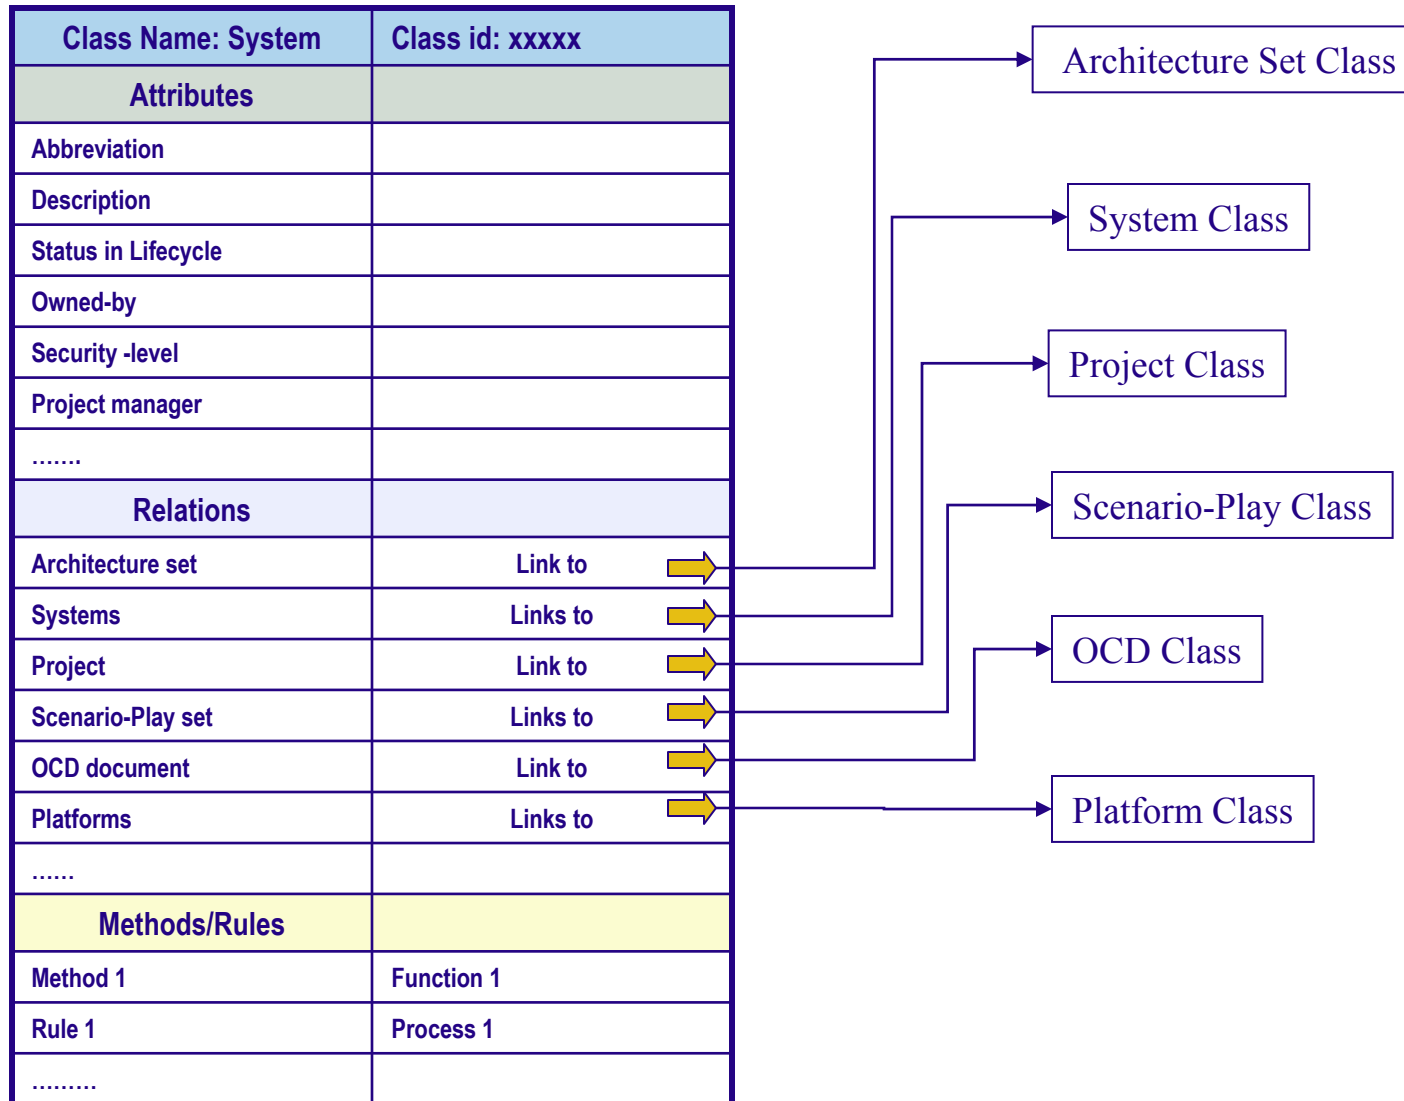 Class Name: System Class id: xxxxx
Attributes
Abbreviation
Description
Status in Lifecycle
Owned-by
Security -level
Project manager
.......
Relations
Architecture set Link to
Systems Links to
Project Link to
Scenario-Play set Links to
OCD document Link to
Platforms Links to
......
Methods/Rules
Method 1 Function 1
Rule 1 Process 1
.........
Architecture Set Class
System Class
Project Class
Scenario-Play Class
OCD Class
Platform Class